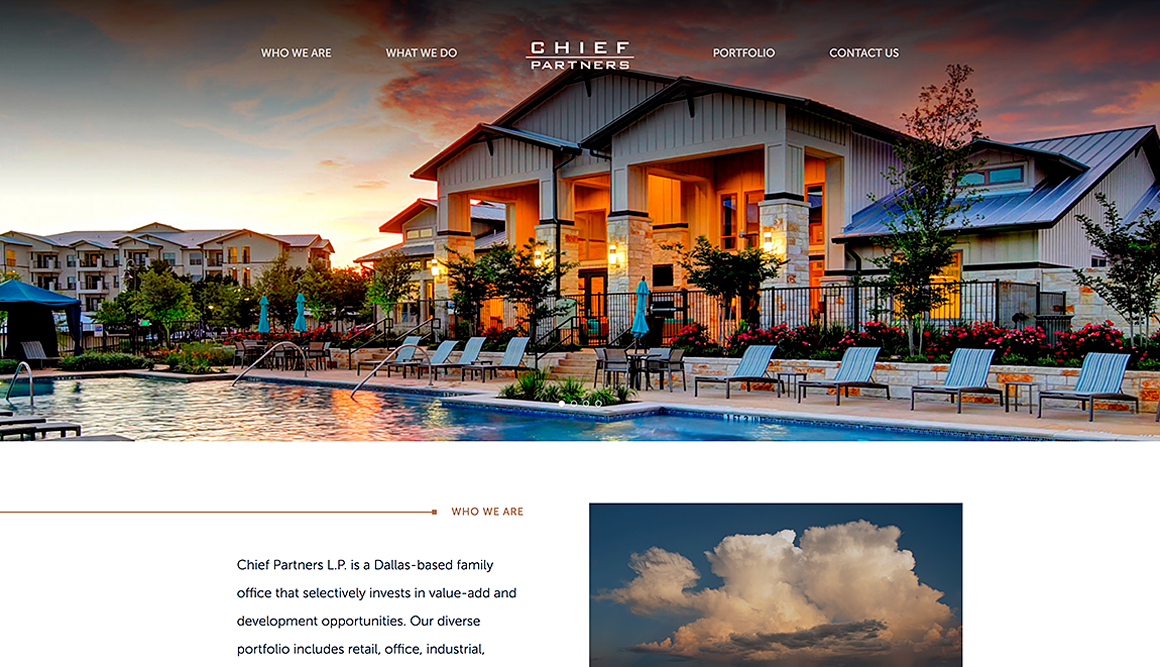 WHO WE ARE
WHAT WE DO
CHIEF
PARTNERS
PORTFOLIO
CONTACT US
WHO WE ARE
Chief Partners L.P. is a Dallas-based family
office that selectively invests in value-add and
development opportunities. Our diverse
portfolio includes retail, office, industrial,